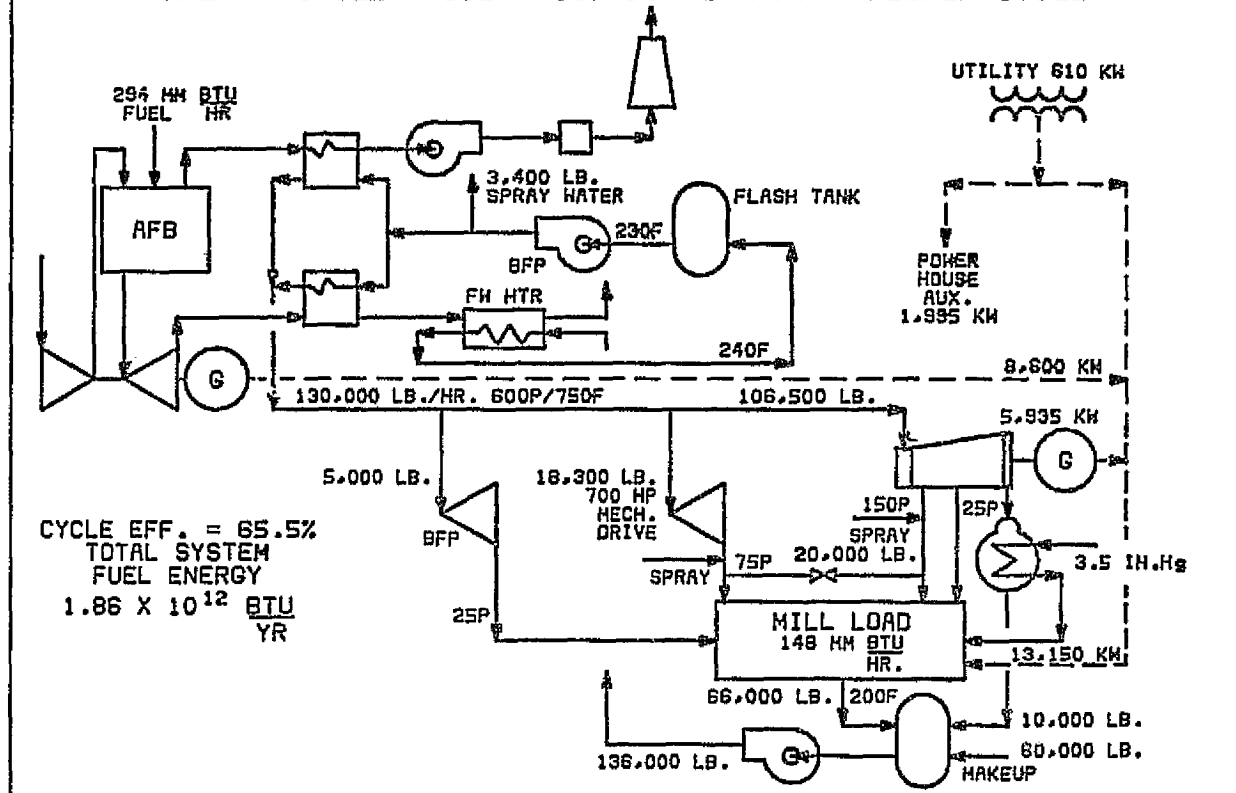 UTILITY 610 KW
294 MM BTU
FUEL HR
3,400 LB.
SPRAY WATER
FLASH TANK
AFB
230F
BFP
POWER
HOUSE
AUX.
1,995 KW
FW HTR
240F
G
8,600 KW
130,000 LB./HR. 600P/750F
106,500 LB.
5,935 KW
G
5,000 LB.
18,300 LB.
700 HP
MECH.
DRIVE
BFP
150P
SPRAY
25P
20,000 LB.
3.5 IN.Hg
SPRAY
75P
CYCLE EFF. = 65.5%
TOTAL SYSTEM
FUEL ENERGY
1.86 X 10¹² BTU
YR
25P
MILL LOAD
148 MM BTU
HR.
13,150 KW
66,000 LB. 200F
10,000 LB.
60,000 LB.
136,000 LB.
MAKEUP